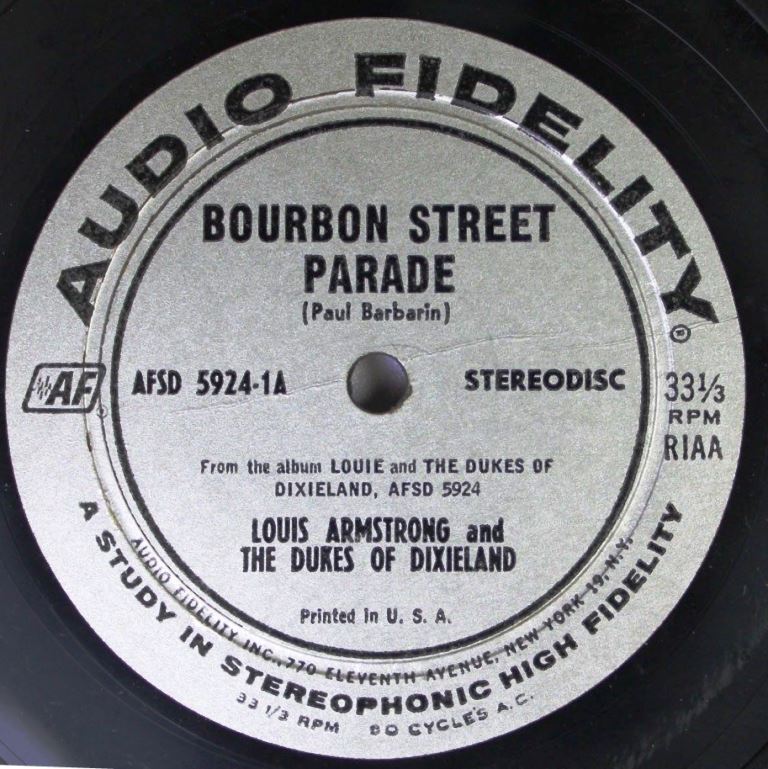 AUDIO FIDELITY
®
BOURBON STREET
PARADE
(Paul Barbarin)
AF
AFSD 5924-1A
STEREODISC
33⅓
RPM
RIAA
From the album LOUIE and THE DUKES OF
DIXIELAND, AFSD 5924
LOUIS ARMSTRONG and
THE DUKES OF DIXIELAND
Printed in U. S. A.
AUDIO FIDELITY INC., 770 ELEVENTH AVENUE, NEW YORK 19, N.Y.
A STUDY IN STEREOPHONIC HIGH FIDELITY
33 1/3 RPM CYCLES A.C.